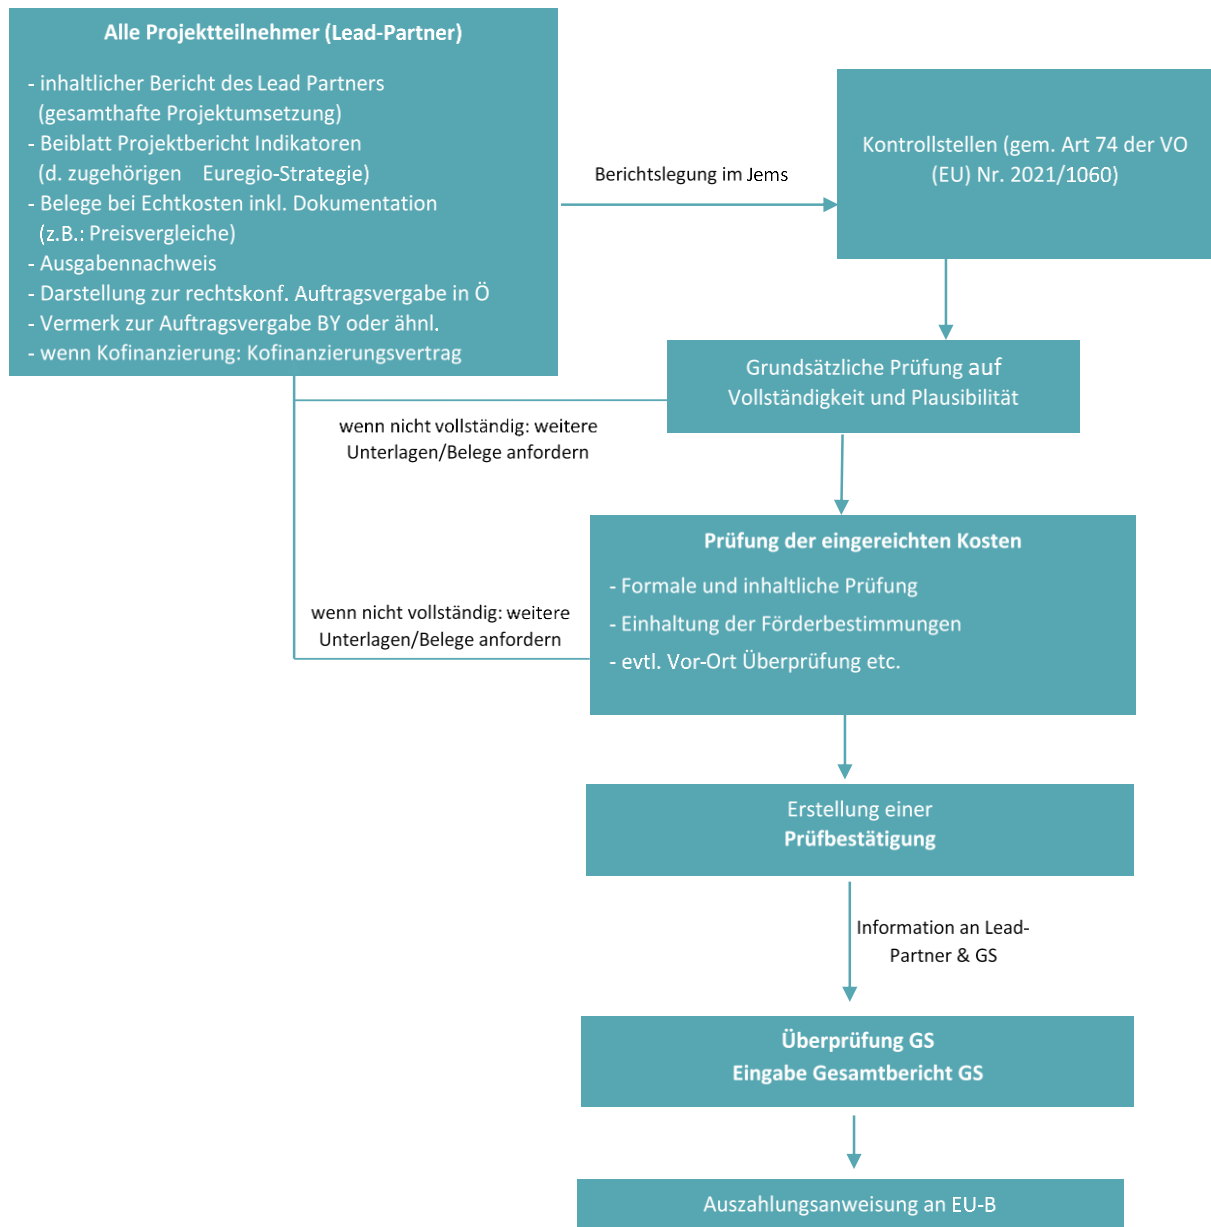 Alle Projektteilnehmer (Lead-Partner)
- inhaltlicher Bericht des Lead Partners
(gesamthafte Projektumsetzung)
- Beiblatt Projektbericht Indikatoren
(d. zugehörigen Euregio-Strategie)
- Belege bei Echtkosten inkl. Dokumentation
(z.B.: Preisvergleiche)
- Ausgabennachweis
- Darstellung zur rechtskonf. Auftragsvergabe in Ö
- Vermerk zur Auftragsvergabe BY oder ähnl.
- wenn Kofinanzierung: Kofinanzierungsvertrag
Berichtslegung im Jems
Kontrollstellen (gem. Art 74 der VO
(EU) Nr. 2021/1060)
Grundsätzliche Prüfung auf
Vollständigkeit und Plausibilität
wenn nicht vollständig: weitere
Unterlagen/Belege anfordern
Prüfung der eingereichten Kosten
- Formale und inhaltliche Prüfung
- Einhaltung der Förderbestimmungen
- evtl. Vor-Ort Überprüfung etc.
wenn nicht vollständig: weitere
Unterlagen/Belege anfordern
Erstellung einer
Prüfbestätigung
Information an Lead-
Partner & GS
Überprüfung GS
Eingabe Gesamtbericht GS
Auszahlungsanweisung an EU-B